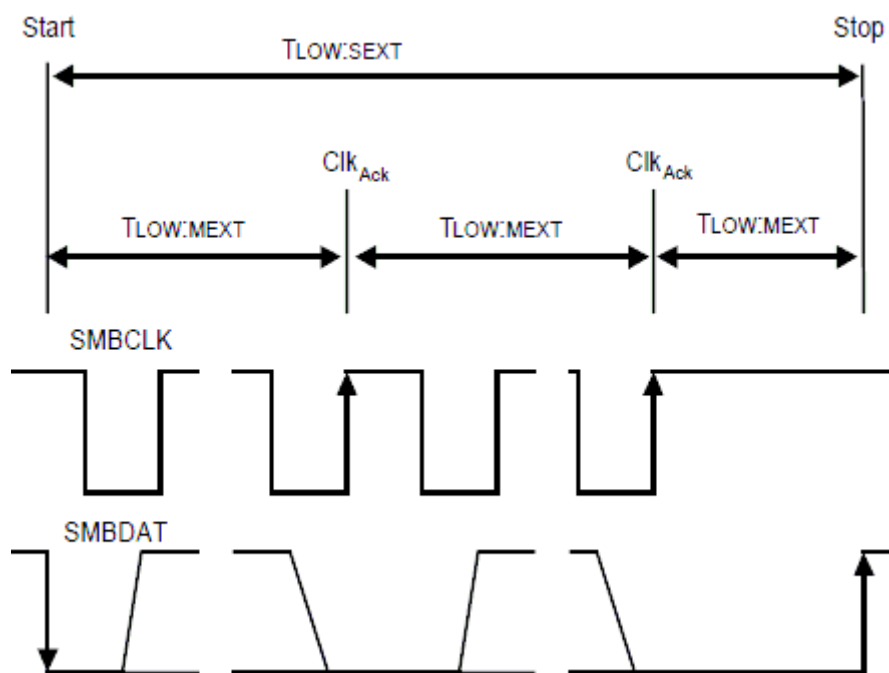 Start
Stop
TLOW:SEXT
ClkAck
ClkAck
TLOW:MEXT
TLOW:MEXT
TLOW:MEXT
SMBCLK
SMBDAT